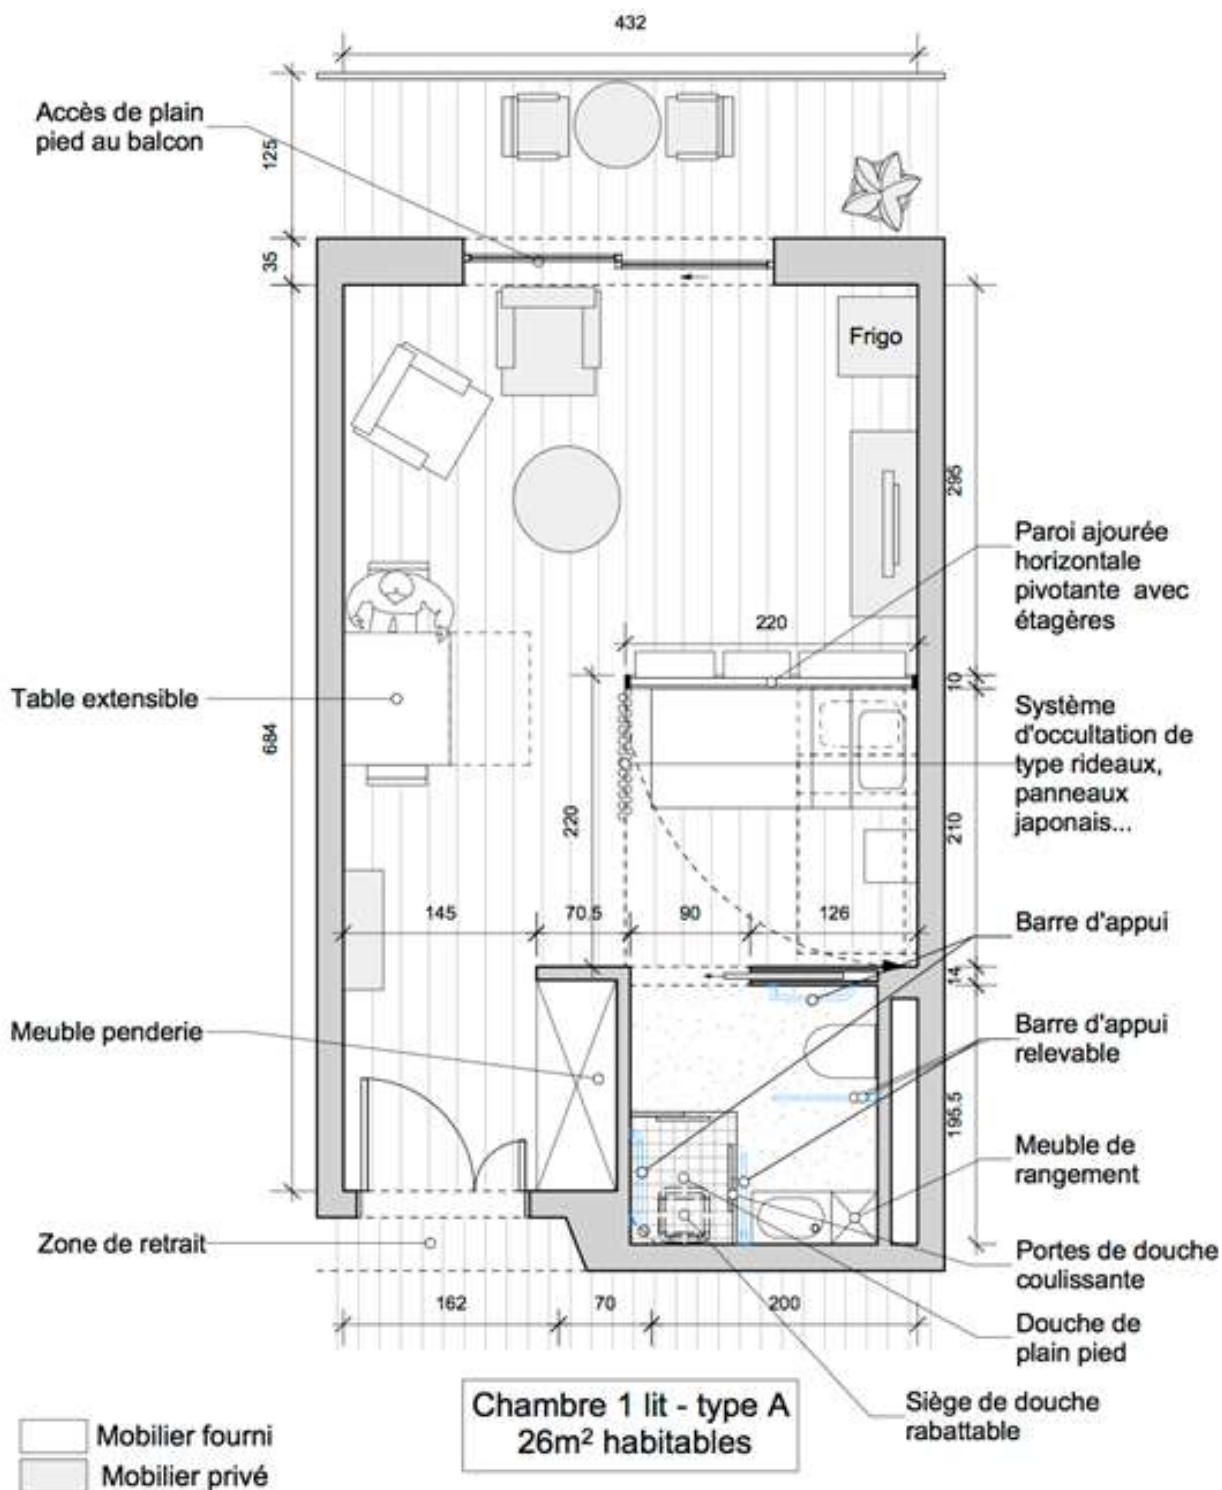 432
Accès de plain
pied au balcon
125
35
Frigo
295
Paroi ajourée
horizontale
pivotante avec
étagères
220
10
Table extensible
684
Système
d'occultation de
type rideaux,
panneaux
japonais...
220
210
145
70.5
90
126
Barre d'appui
14
Meuble penderie
Barre d'appui
relevable
195.5
Meuble de
rangement
Zone de retrait
Portes de douche
coulissante
162
70
200
Douche de
plain pied
Chambre 1 lit - type A
26m² habitables
Siège de douche
rabattable
Mobilier fourni
Mobilier privé